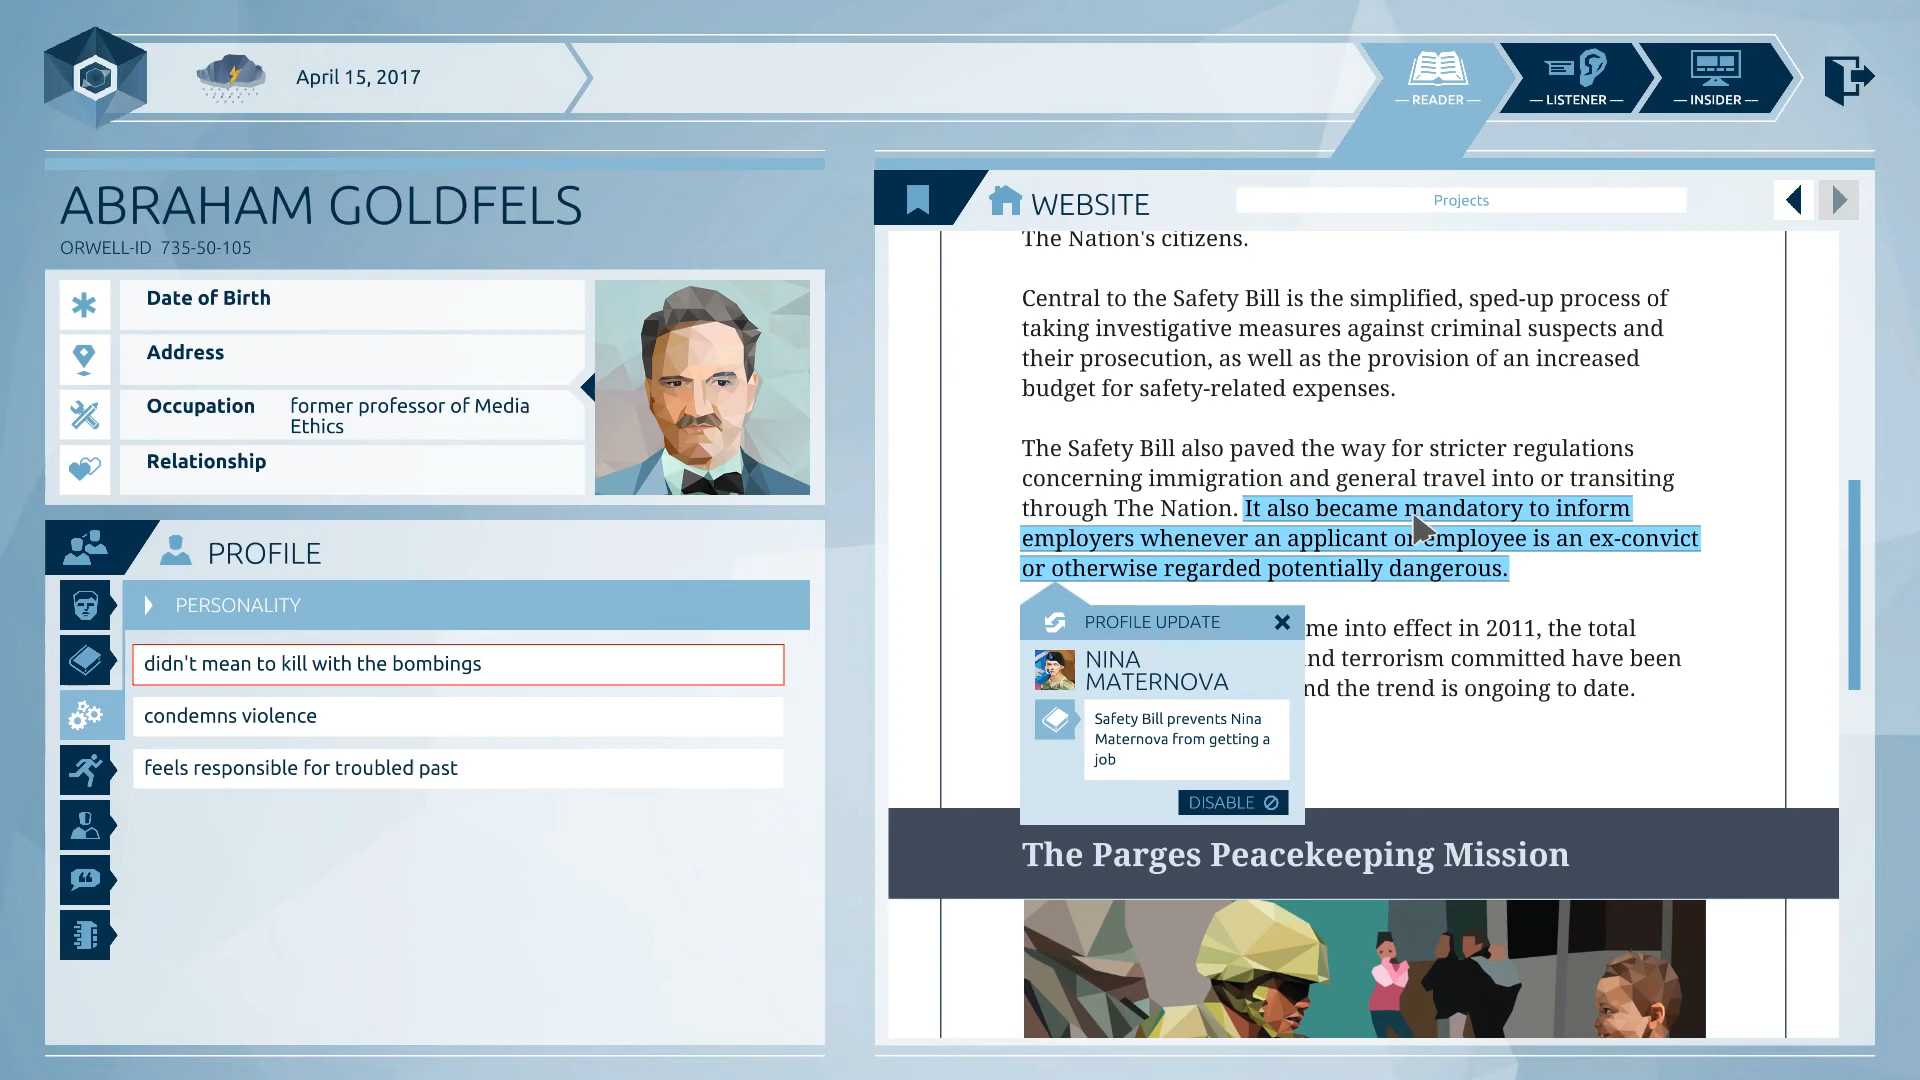 April 15, 2017
READER
LISTENER
INSIDER
ABRAHAM GOLDFELS
ORWELL-ID 735-50-105
Date of Birth
Address
Occupation former professor of Media
Ethics
Relationship
PROFILE
PERSONALITY
didn't mean to kill with the bombings
condemns violence
feels responsible for troubled past
WEBSITE
Projects
The Nation's citizens.
Central to the Safety Bill is the simplified, sped-up process of
taking investigative measures against criminal suspects and
their prosecution, as well as the provision of an increased
budget for safety-related expenses.
The Safety Bill also paved the way for stricter regulations
concerning immigration and general travel into or transiting
through The Nation. It also became mandatory to inform
employers whenever an applicant or employee is an ex-convict
or otherwise regarded potentially dangerous.
me into effect in 2011, the total
nd terrorism committed have been
nd the trend is ongoing to date.
PROFILE UPDATE
NINA
MATERNOVA
Safety Bill prevents Nina
Maternova from getting a
job
DISABLE
The Parges Peacekeeping Mission